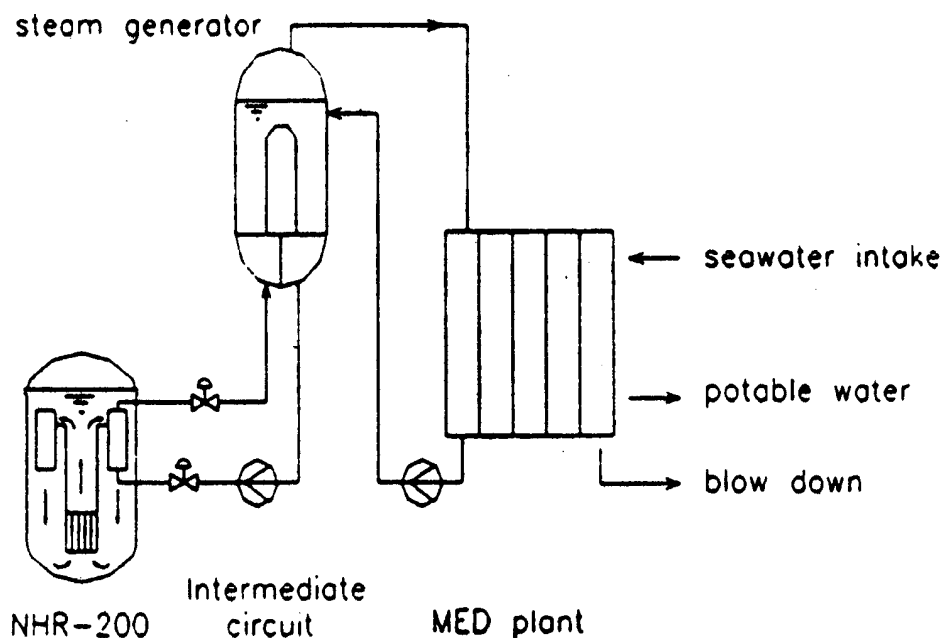 steam generator
seawater intake
potable water
blow down
Intermediate
circuit
NHR-200
MED plant